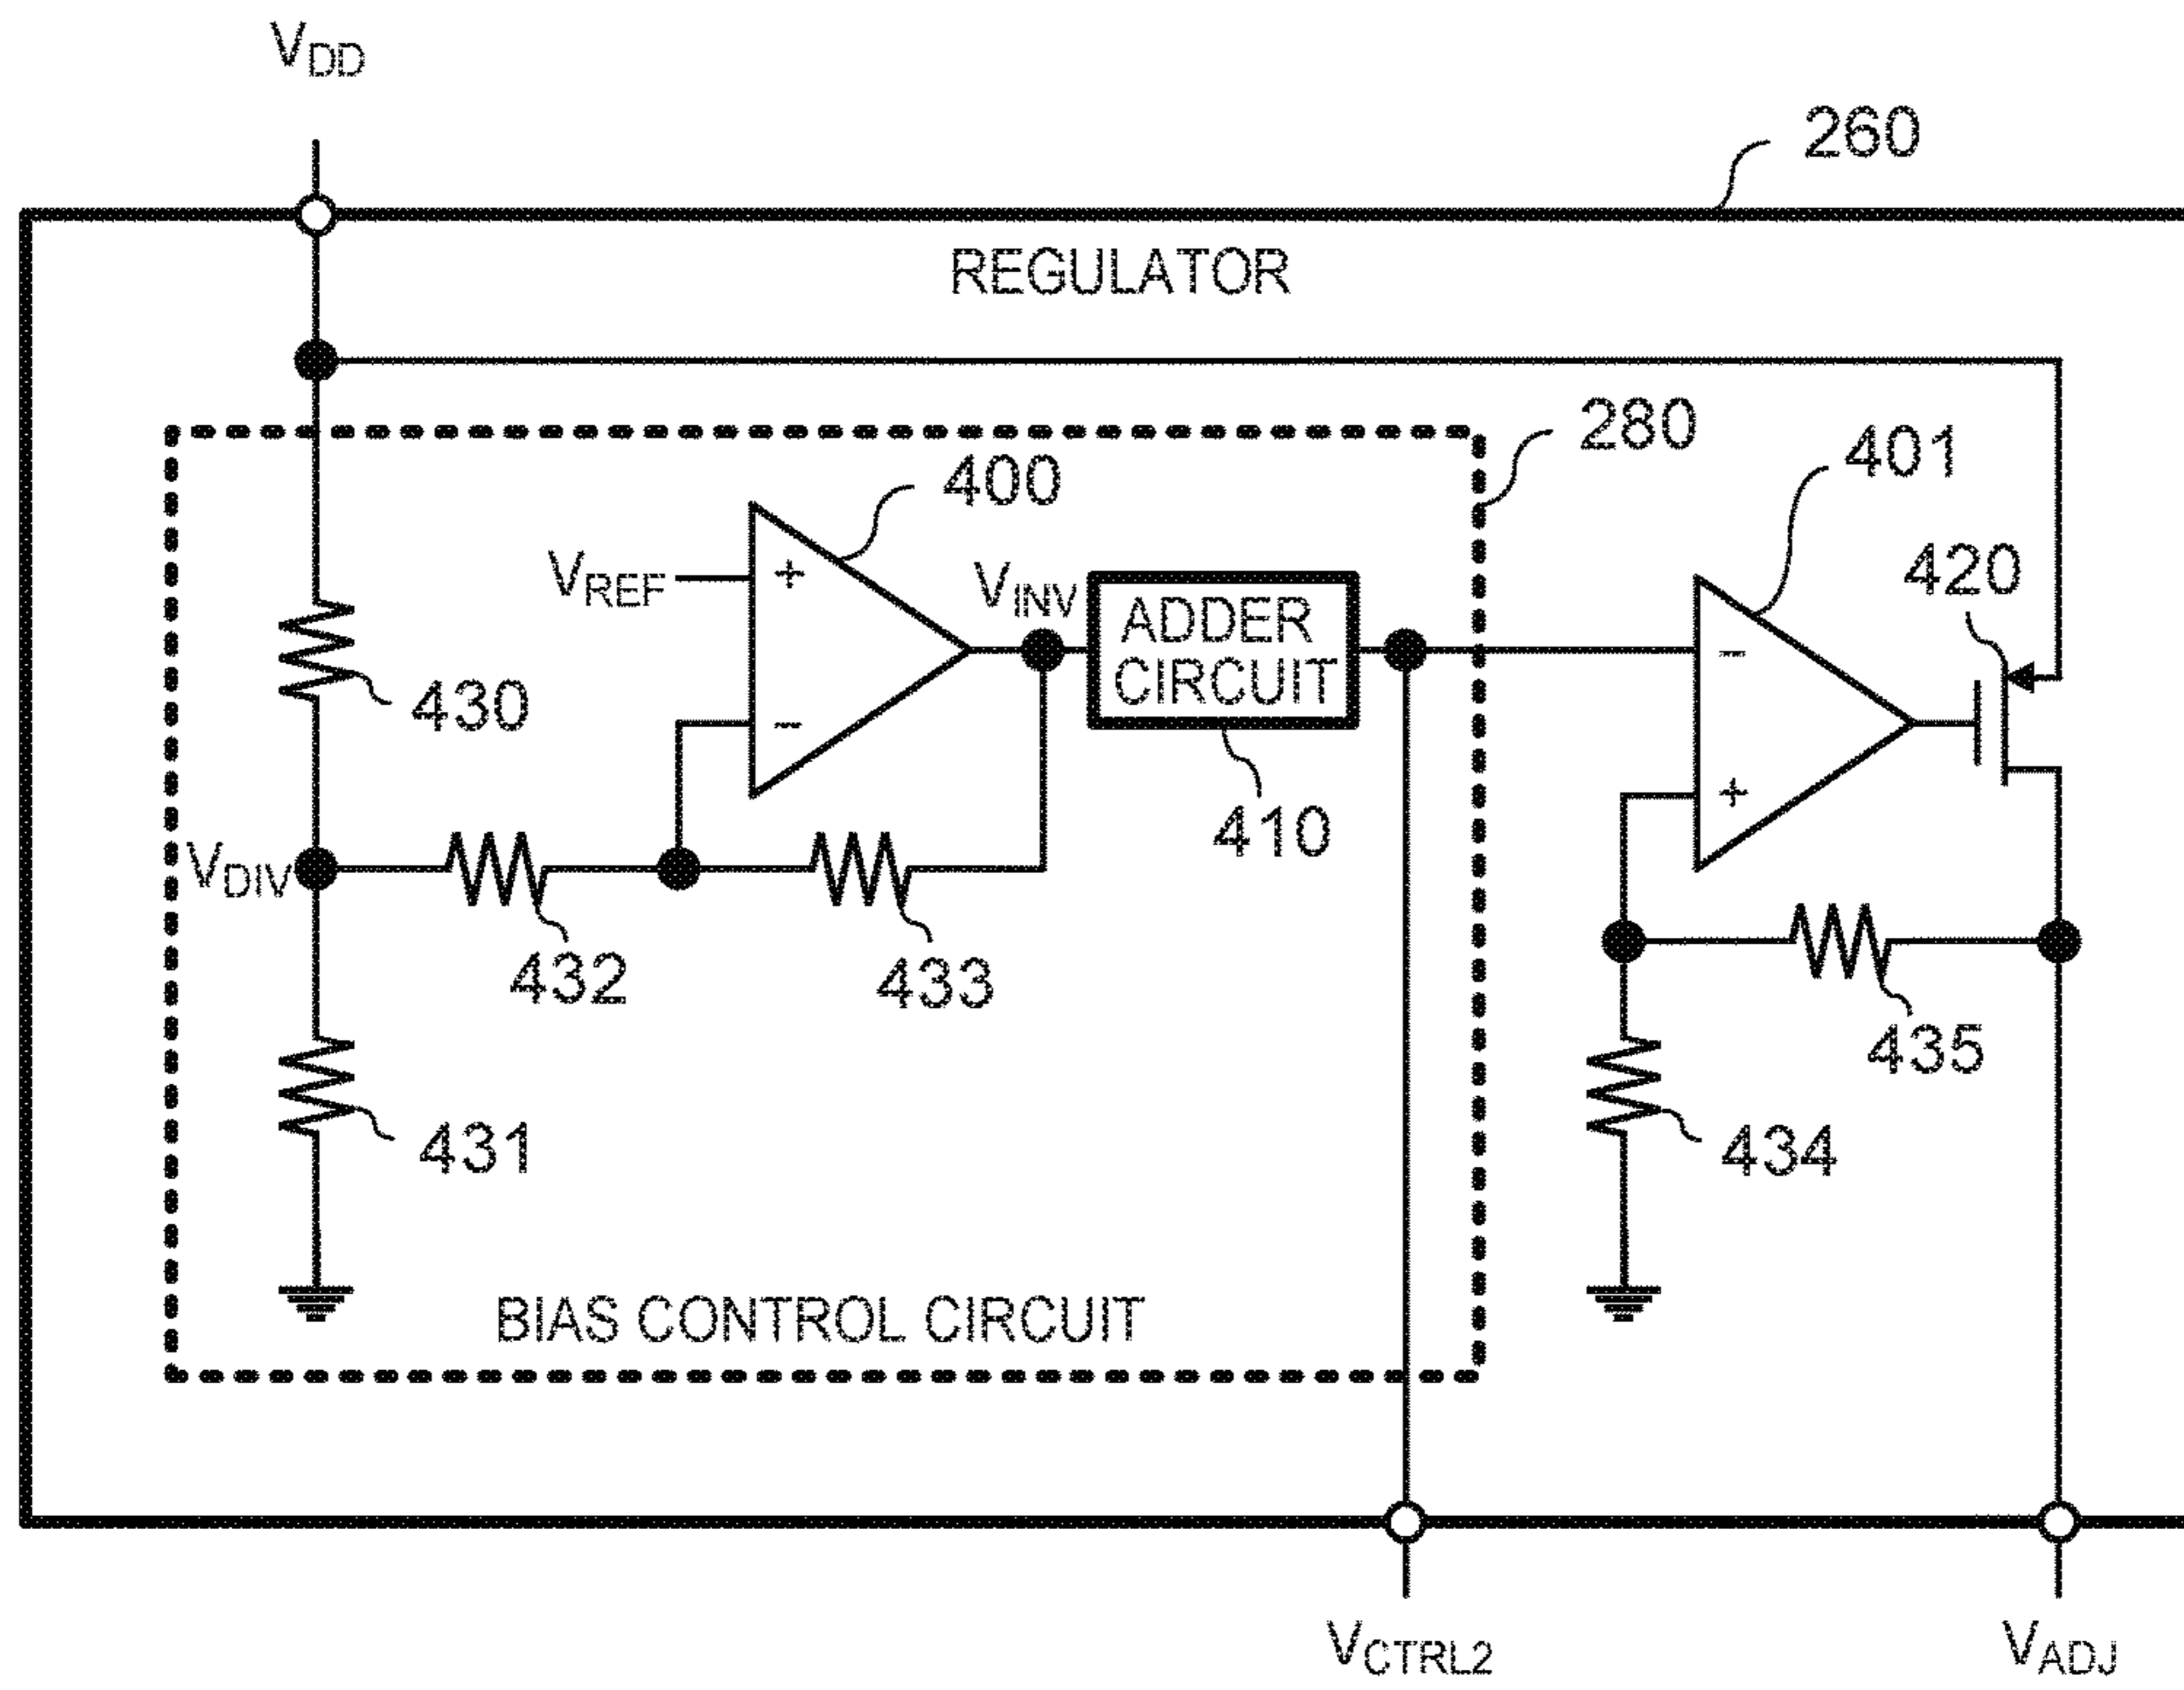 VDD
260
REGULATOR
280
401
400
420
VREF
+
VINV
ADDER
CIRCUIT
-
430
-
+
410
VDIV
432
433
435
431
434
BIAS CONTROL CIRCUIT
VCTRL2
VADJ